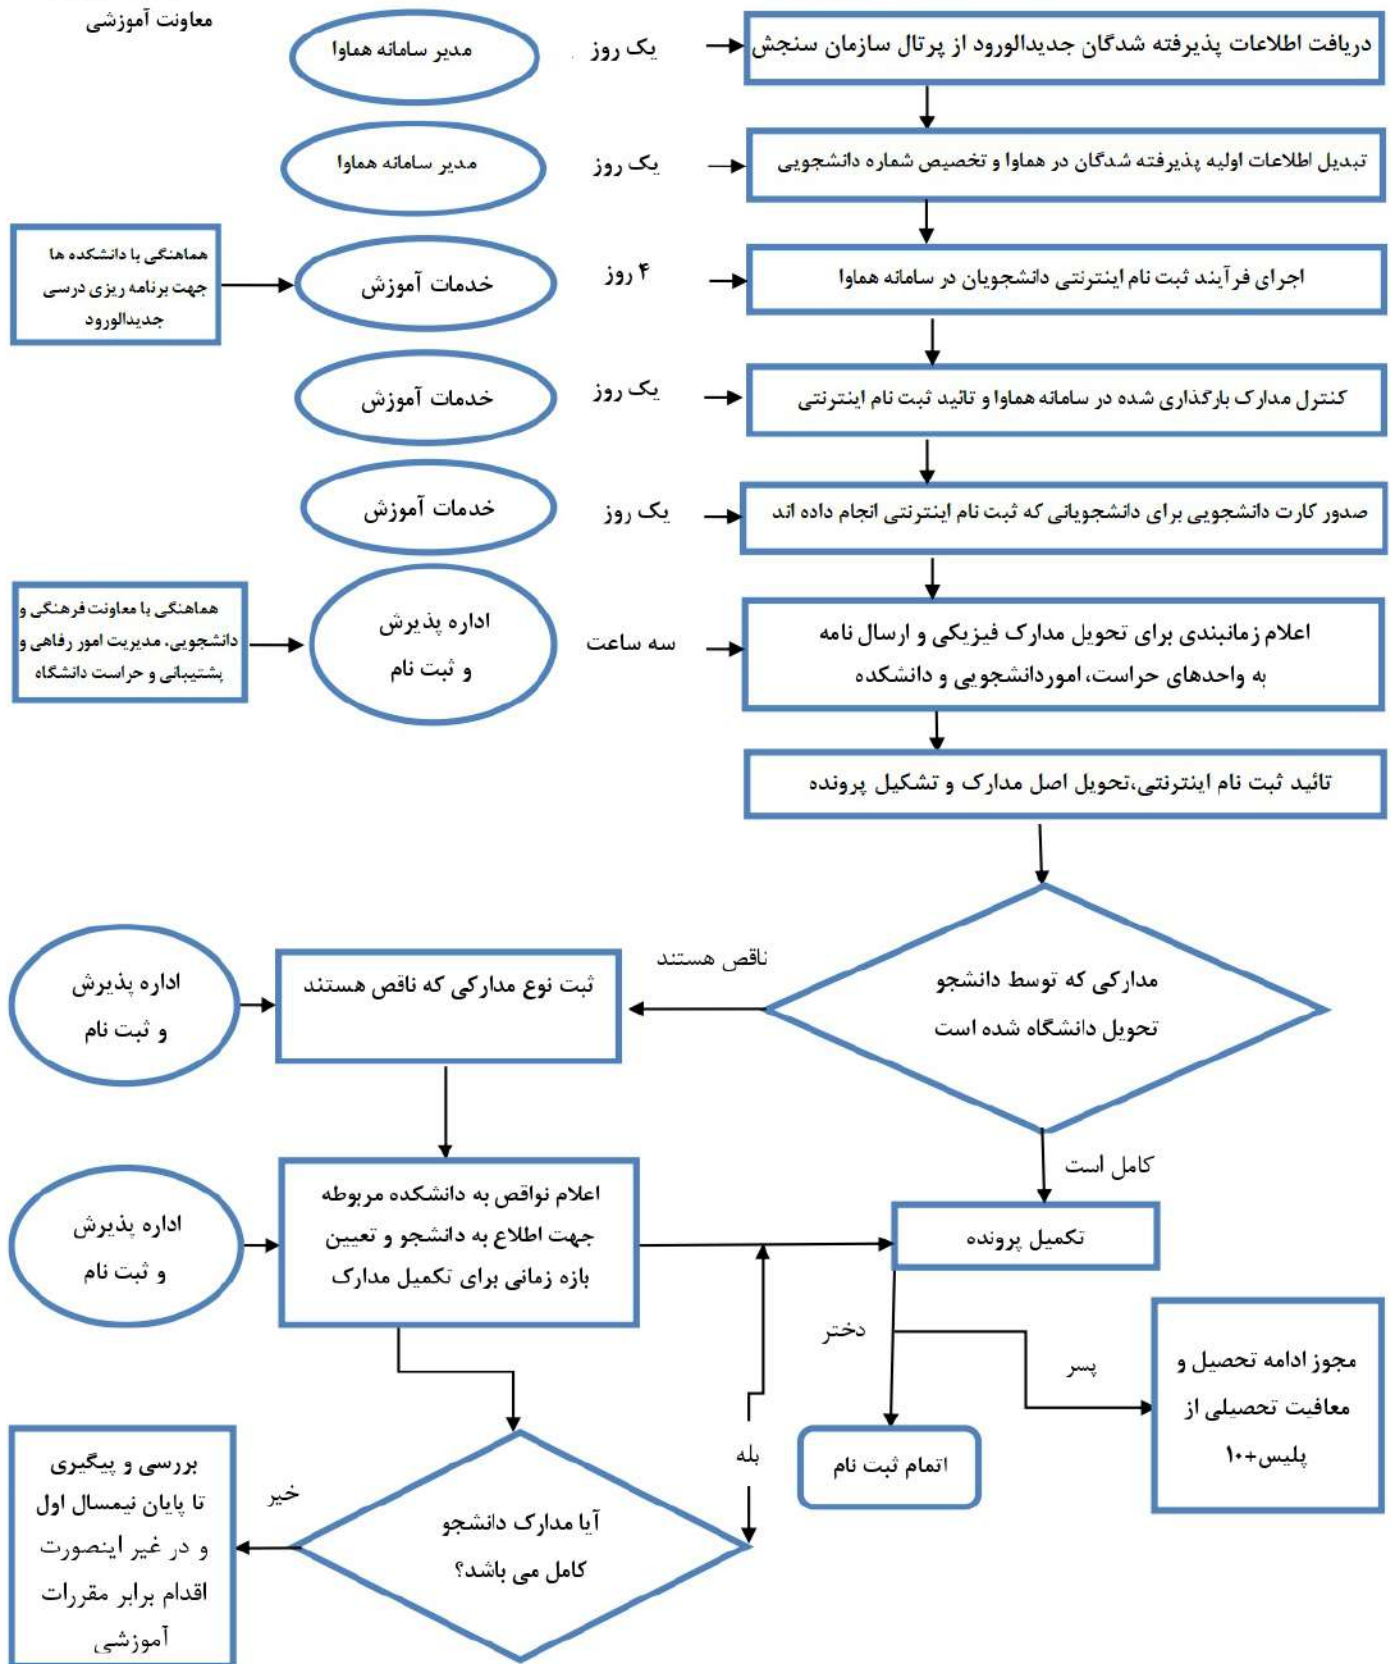 معاونت آموزشی
دریافت اطلاعات پذیرفته شدگان جدیدالورود از پرتال سازمان سنجش
یک روز
مدیر سامانه هماوا
تبدیل اطلاعات اولیه پذیرفته شدگان در هماوا و تخصیص شماره دانشجویی
یک روز
مدیر سامانه هماوا
اجرای فرآیند ثبت نام اینترنتی دانشجویان در سامانه هماوا
۴ روز
خدمات آموزش
هماهنگی با دانشکده ها
جهت برنامه ریزی درسی
جدیدالورود
کنترل مدارک بارگذاری شده در سامانه هماوا و تائید ثبت نام اینترنتی
یک روز
خدمات آموزش
صدور کارت دانشجویی برای دانشجویانی که ثبت نام اینترنتی انجام داده اند
یک روز
خدمات آموزش
اعلام زمانبندی برای تحویل مدارک فیزیکی و ارسال نامه
به واحدهای حراست، اموردانشجویی و دانشکده
سه ساعت
اداره پذیرش
و ثبت نام
هماهنگی با معاونت فرهنگی و
دانشجویی، مدیریت امور رفاهی و
پشتیبانی و حراست دانشگاه
تائید ثبت نام اینترنتی،تحویل اصل مدارک و تشکیل پرونده
مدارکی که توسط دانشجو
تحویل دانشگاه شده است
ناقص هستند
ثبت نوع مدارکی که ناقص هستند
اداره پذیرش
و ثبت نام
کامل است
تکمیل پرونده
اعلام نواقص به دانشکده مربوطه
جهت اطلاع به دانشجو و تعیین
بازه زمانی برای تکمیل مدارک
اداره پذیرش
و ثبت نام
دختر
پسر
مجوز ادامه تحصیل و
معافیت تحصیلی از
پلیس+۱۰
اتمام ثبت نام
بله
آیا مدارک دانشجو
کامل می باشد؟
خیر
بررسی و پیگیری
تا پایان نیمسال اول
و در غیر اینصورت
اقدام برابر مقررات
آموزشی